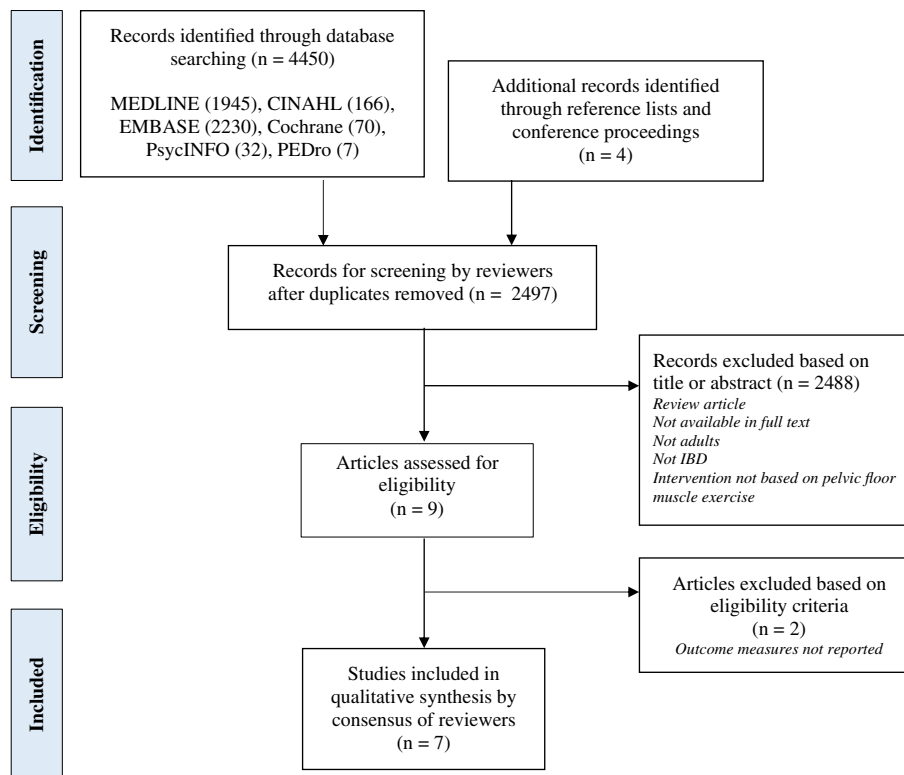 Identification
Records identified through database
searching (n = 4450)
MEDLINE (1945), CINAHL (166),
EMBASE (2230), Cochrane (70),
PsycINFO (32), PEDro (7)
Additional records identified
through reference lists and
conference proceedings
(n = 4)
Screening
Records for screening by reviewers
after duplicates removed (n = 2497)
Records excluded based on
title or abstract (n = 2488)
Review article
Not available in full text
Not adults
Not IBD
Intervention not based on pelvic floor
muscle exercise
Eligibility
Articles assessed for
eligibility
(n = 9)
Articles excluded based on
eligibility criteria
(n = 2)
Outcome measures not reported
Included
Studies included in
qualitative synthesis by
consensus of reviewers
(n = 7)